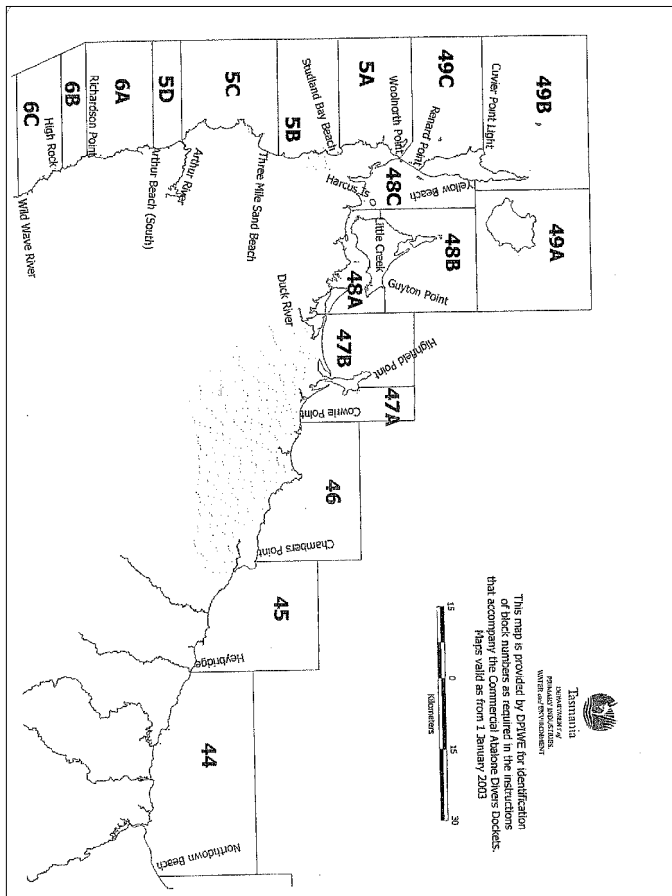 49B
Cuvier Point Light
49C
Renard Point
Woolnorth Point
5A
Studland Bay Beach
5B
5C
Three Mile Sand Beach
5D
Arthur River
Arthur Beach (South)
6A
Richardson Point
6B
High Rock
6C
Wild Wave River
49A
Yellow Beach
48C
Harcus Is
48B
Little Creek
Guyton Point
48A
Duck River
47B
Highfield Point
47A
Cowrie Point
46
Chambers Point
45
Heybridge
44
Northdown Beach
Tasmania
DEPARTMENT of
PRIMARY INDUSTRIES,
WATER and ENVIRONMENT
This map is provided by DPIWE for identification
of block numbers as required in the instructions
that accompany the Commercial Abalone Divers Dockets.
Maps valid as from 1 January 2003
15 0 15 30
Kilometers